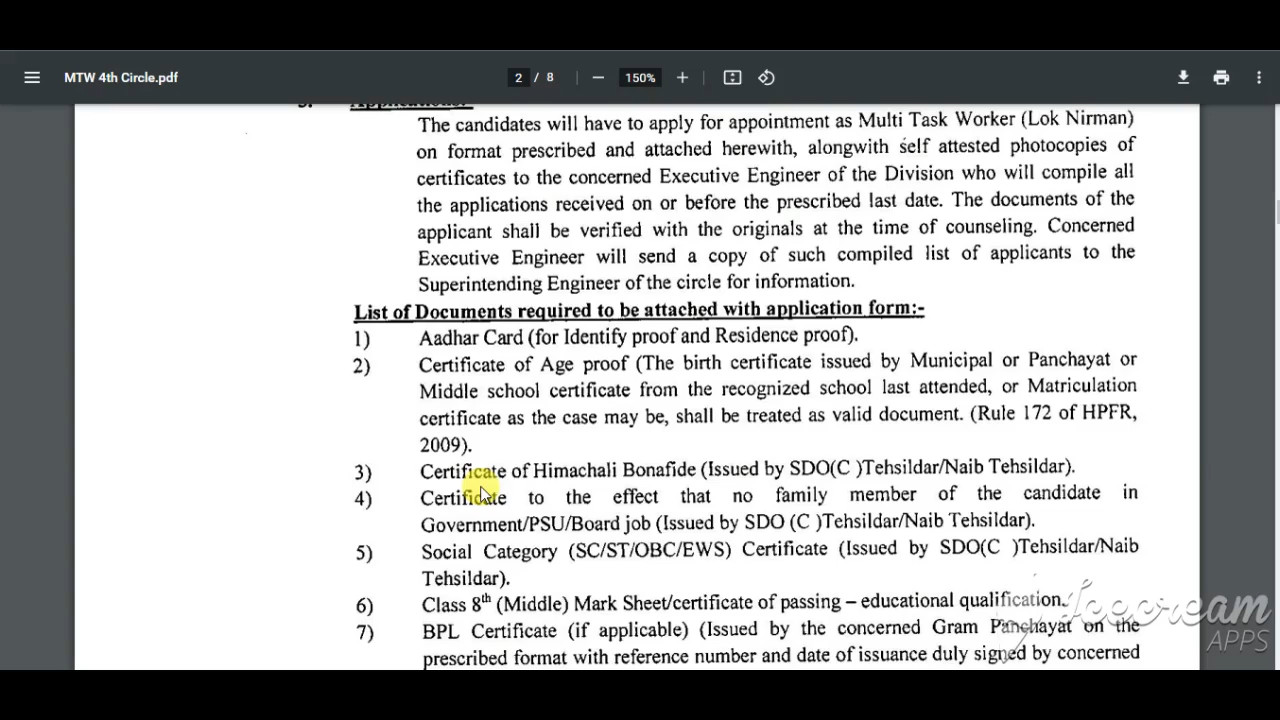 MTW 4th Circle.pdf
2 / 8
150%
The candidates will have to apply for appointment as Multi Task Worker (Lok Nirman)
on format prescribed and attached herewith, alongwith self attested photocopies of
certificates to the concerned Executive Engineer of the Division who will compile all
the applications received on or before the prescribed last date. The documents of the
applicant shall be verified with the originals at the time of counseling. Concerned
Executive Engineer will send a copy of such compiled list of applicants to the
Superintending Engineer of the circle for information.
List of Documents required to be attached with application form:-
1) Aadhar Card (for Identify proof and Residence proof).
2) Certificate of Age proof (The birth certificate issued by Municipal or Panchayat or
Middle school certificate from the recognized school last attended, or Matriculation
certificate as the case may be, shall be treated as valid document. (Rule 172 of HPFR,
2009).
3) Certificate of Himachali Bonafide (Issued by SDO(C )Tehsildar/Naib Tehsildar).
4) Certificate to the effect that no family member of the candidate in
Government/PSU/Board job (Issued by SDO (C )Tehsildar/Naib Tehsildar).
5) Social Category (SC/ST/OBC/EWS) Certificate (Issued by SDO(C )Tehsildar/Naib
Tehsildar).
6) Class 8th (Middle) Mark Sheet/certificate of passing – educational qualification.
7) BPL Certificate (if applicable) (Issued by the concerned Gram Panchayat on the
prescribed format with reference number and date of issuance duly signed by concerned
Icecream
APPS